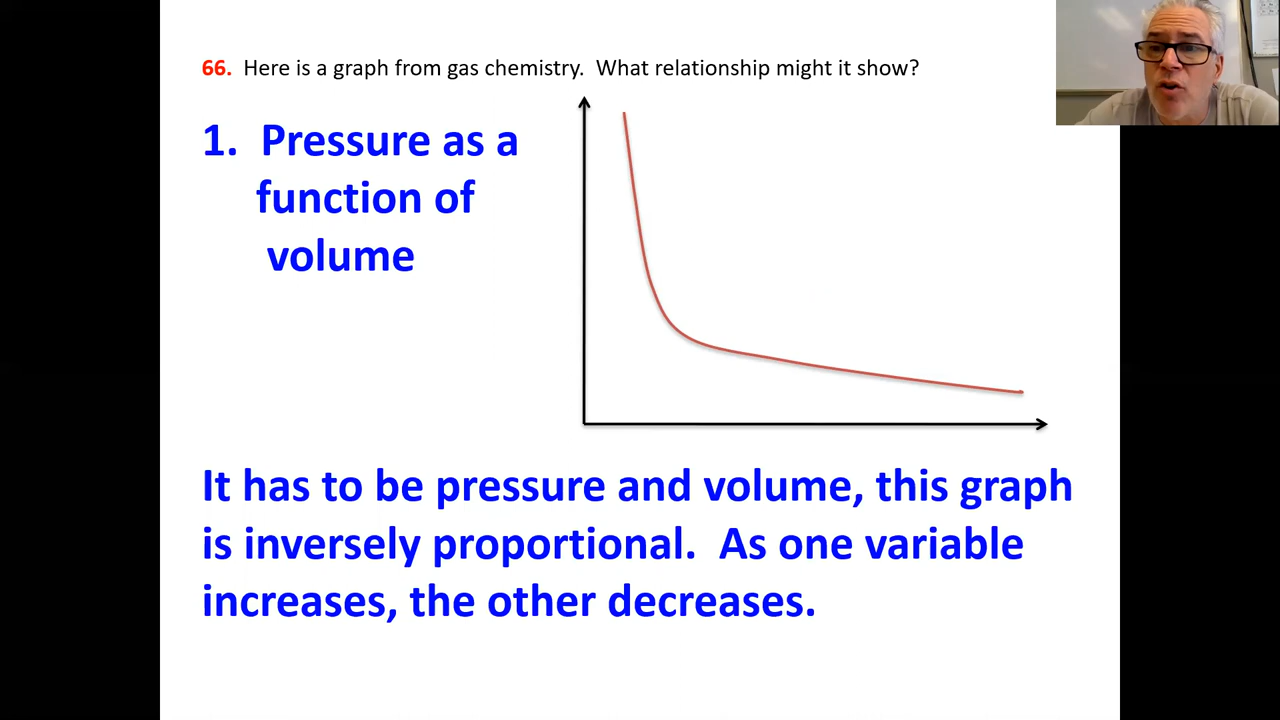 66. Here is a graph from gas chemistry. What relationship might it show?
1. Pressure as a
function of
volume
It has to be pressure and volume, this graph
is inversely proportional. As one variable
increases, the other decreases.